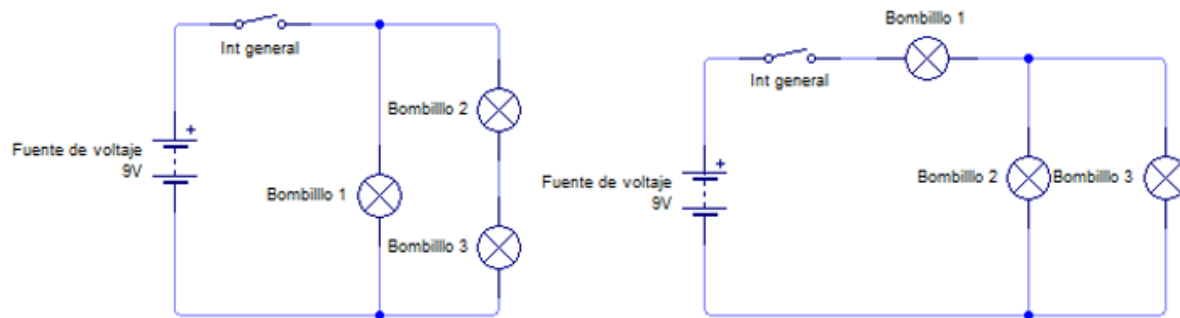 Int general
Bombilllo 2
+
Fuente de voltaje
9V
Bombilllo 1
Bombilllo 3
Bombilllo 1
Int general
+
Fuente de voltaje
9V
Bombilllo 2
Bombilllo 3